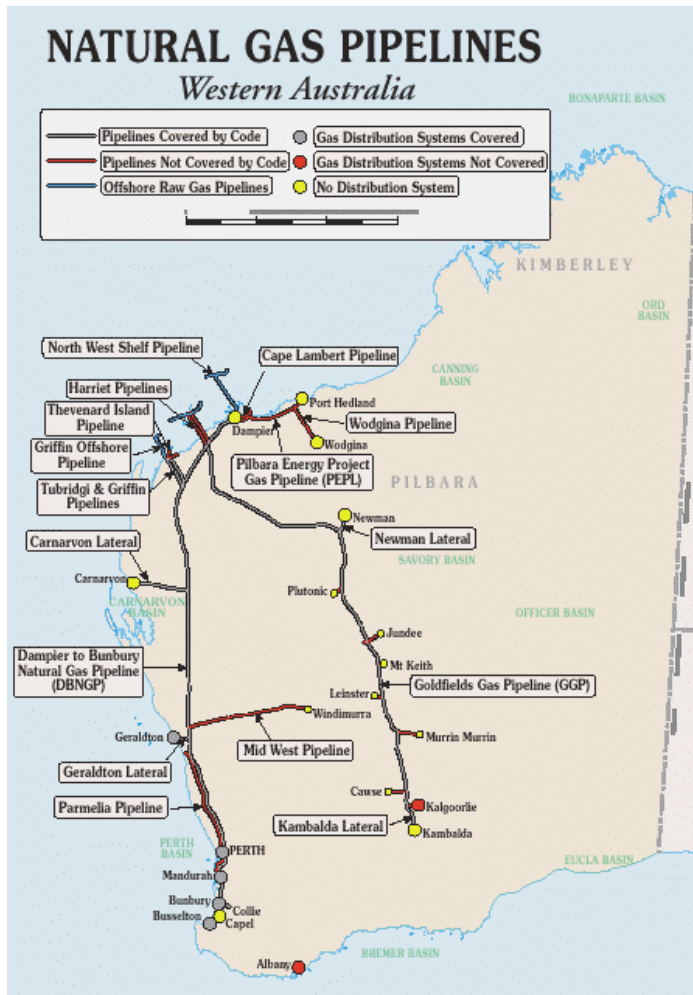 NATURAL GAS PIPELINES
Western Australia
BONAPARTE BASIN
Pipelines Covered by Code
Gas Distribution Systems Covered
Pipelines Not Covered by Code
Gas Distribution Systems Not Covered
Offshore Raw Gas Pipelines
No Distribution System
KIMBERLEY
ORD
BASIN
North West Shelf Pipeline
Cape Lambert Pipeline
CANNING
BASIN
Harriet Pipelines
Thevenard Island
Pipeline
Port Hedland
Wodgina Pipeline
Dampier
Griffin Offshore
Pipeline
Wodgina
Pilbara Energy Project
Gas Pipeline (PEPL)
PILBARA
Tubridgi & Griffin
Pipelines
Newman
Newman Lateral
Carnarvon Lateral
SAVORY BASIN
Carnarvon
CARNARVON
BASIN
Plutonic
OFFICER BASIN
Jundee
Dampier to Bunbury
Natural Gas Pipeline
(DBNGP)
Mt Keith
Goldfields Gas Pipeline (GGP)
Leinster
Windimurra
Geraldton
Murrin Murrin
Mid West Pipeline
Geraldton Lateral
Cawse
Parmelia Pipeline
Kalgoorlie
Kambalda Lateral
Kambalda
PERTH
BASIN
PERTH
EUCLA BASIN
Mandurah
Bunbury
Collie
Busselton
Capel
BREMER BASIN
Albany